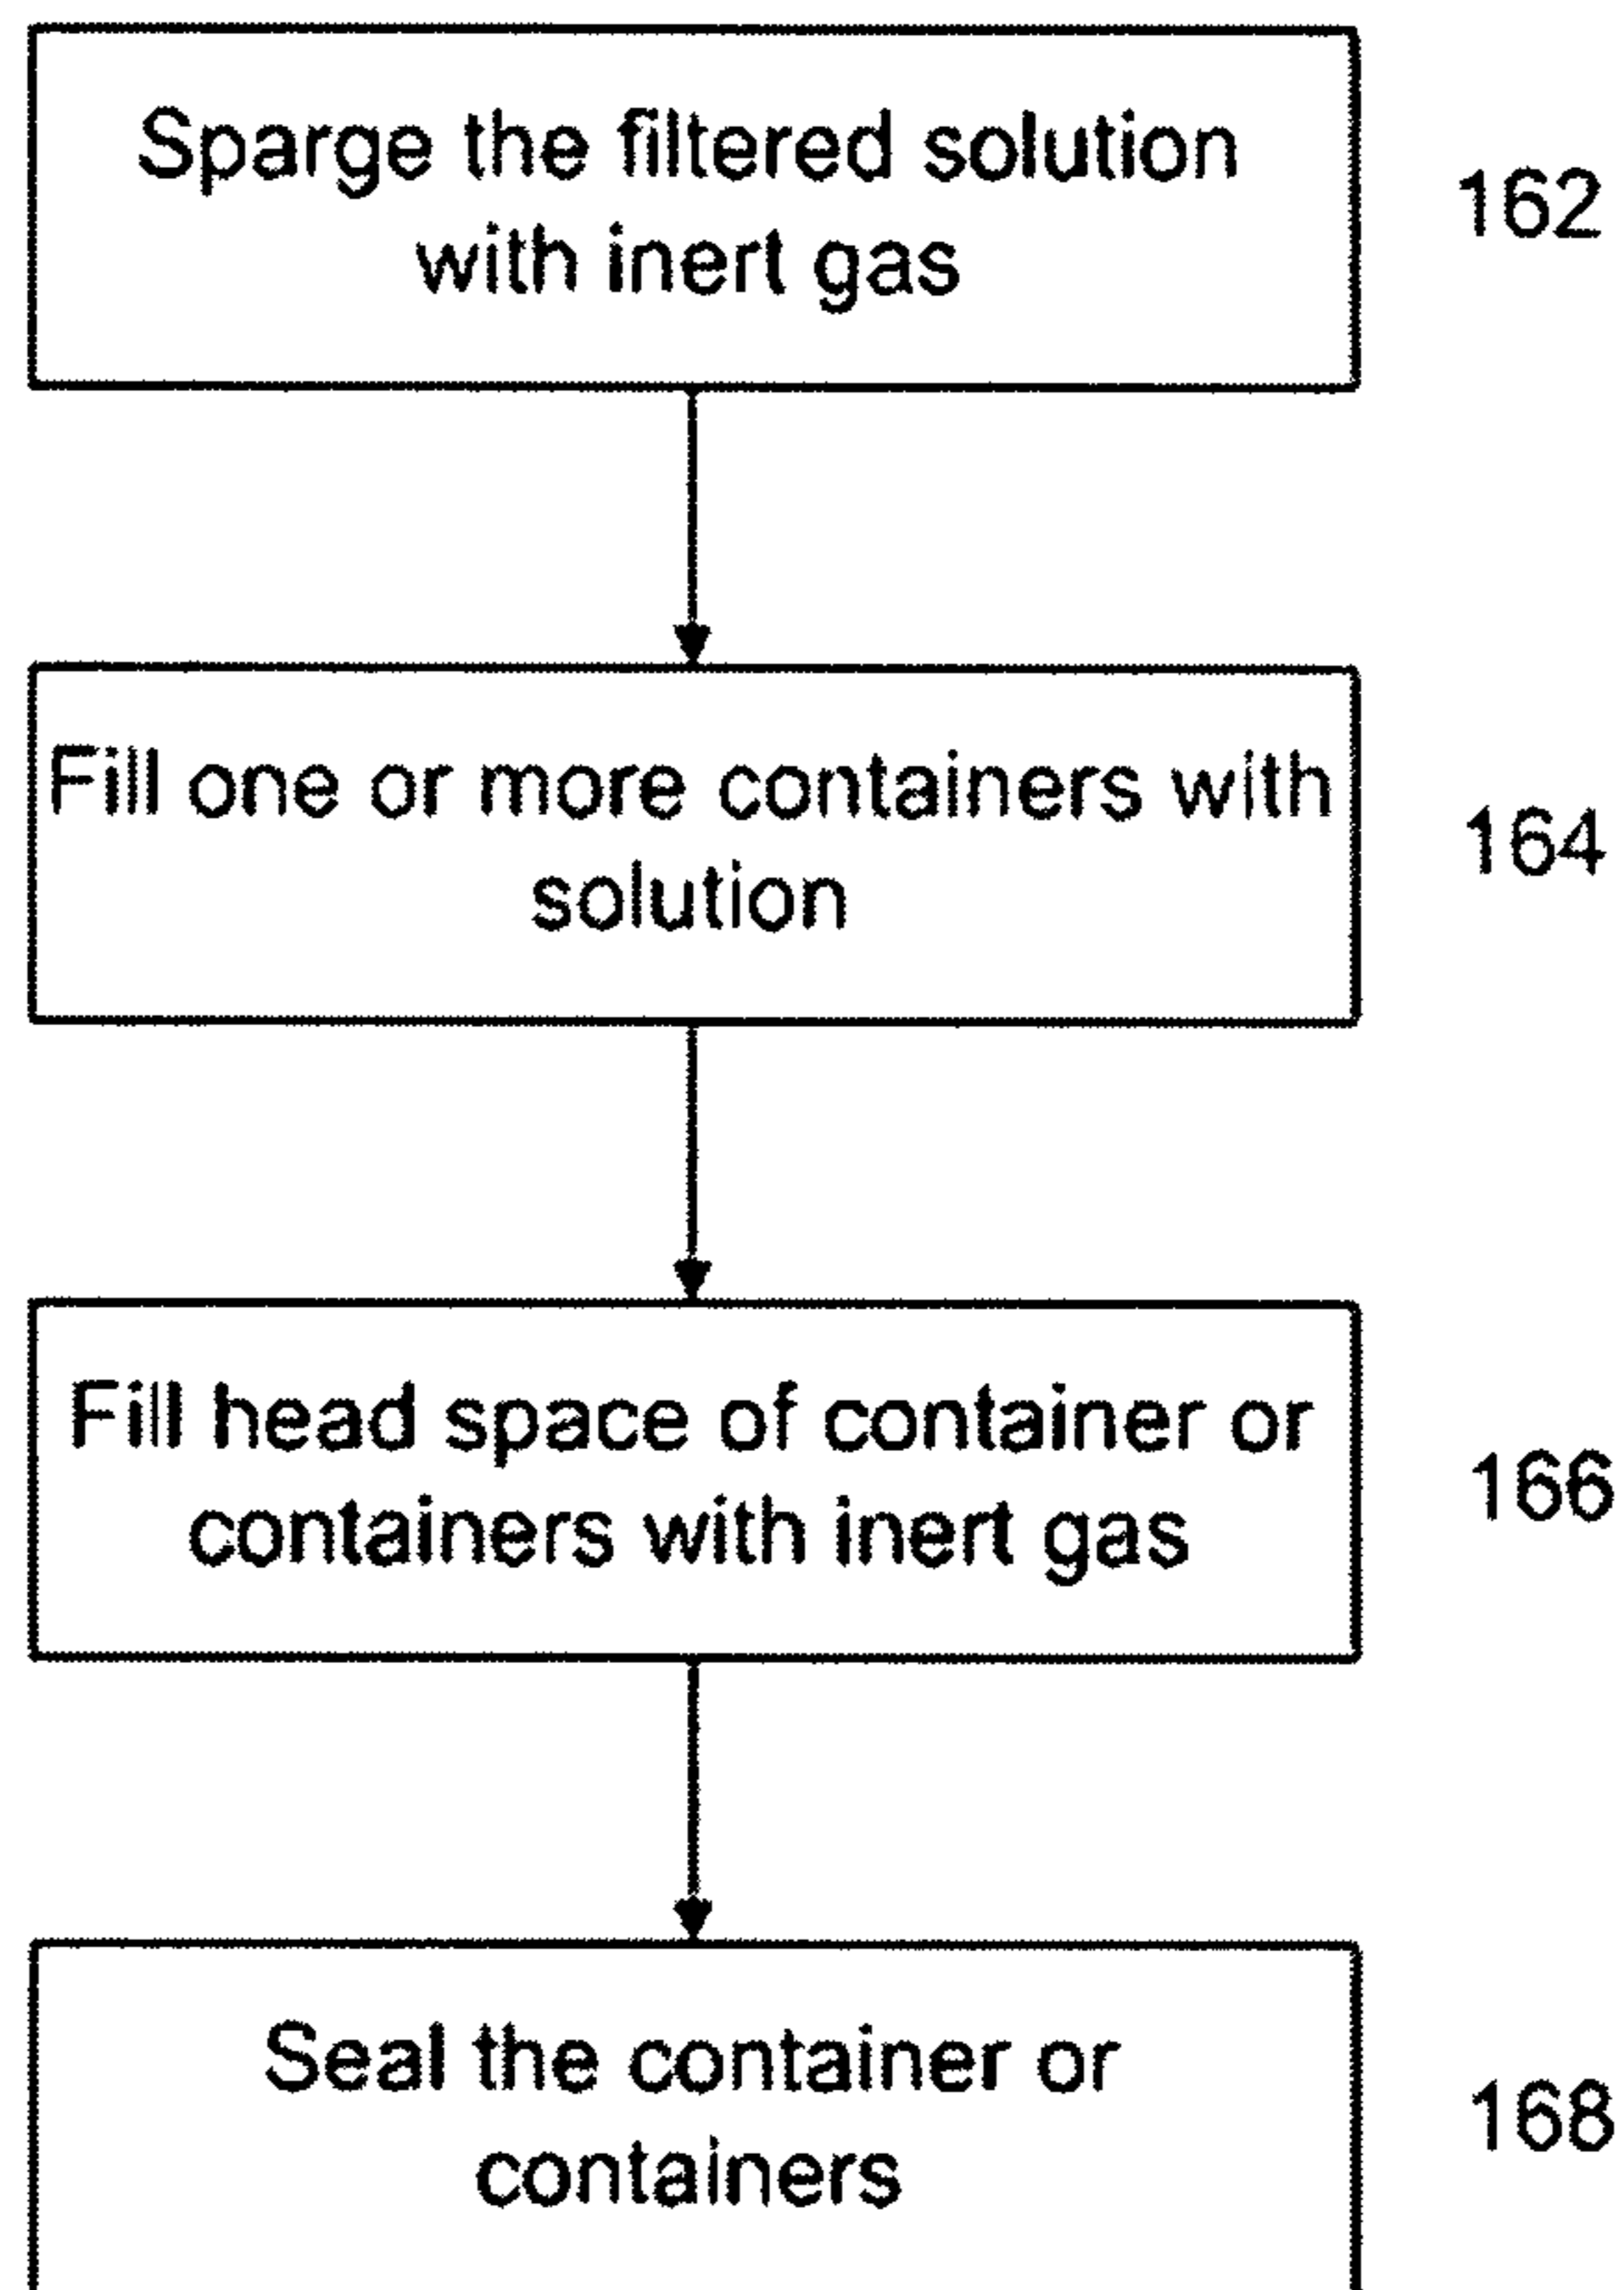 Sparge the filtered solution
with inert gas
162
Fill one or more containers with
solution
164
Fill head space of container or
containers with inert gas
166
Seal the container or
containers
168